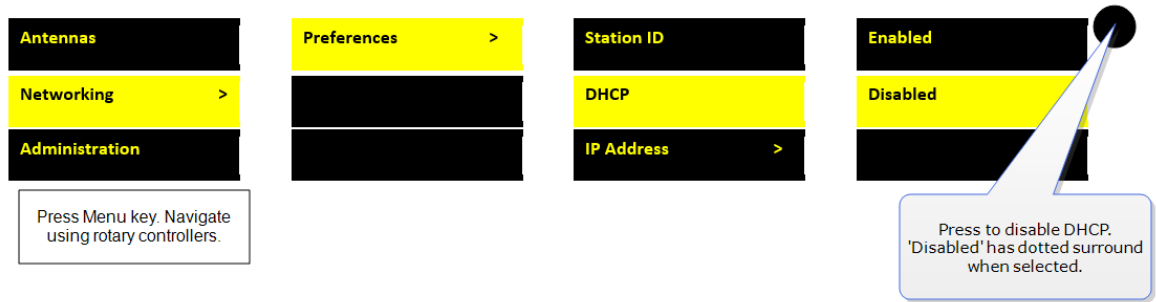 Antennas
Networking >
Administration
Preferences >
Station ID
DHCP
IP Address >
Enabled
Disabled
Press Menu key. Navigate
using rotary controllers.
Press to disable DHCP.
'Disabled' has dotted surround
when selected.